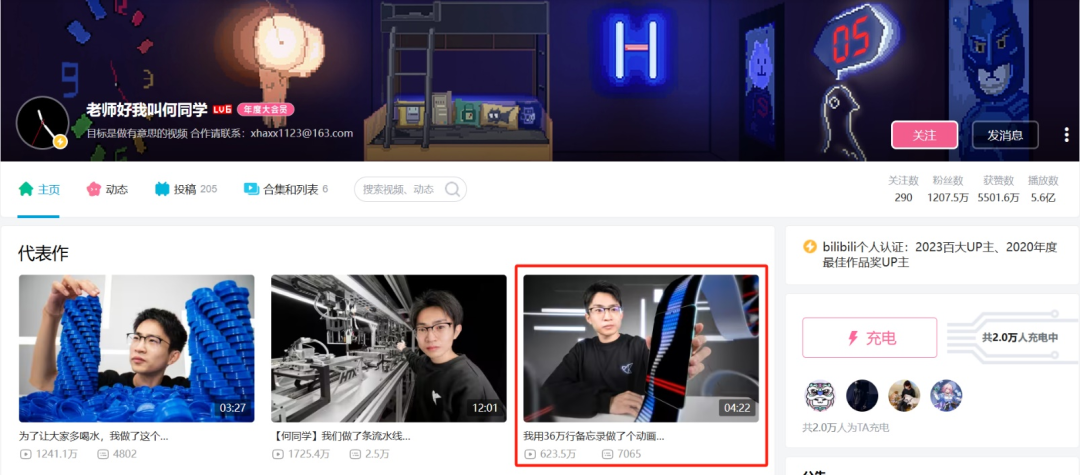 老师好我叫何同学 LV6 年度大会员
目标是做有意思的视频 合作请联系：xhaxx1123@163.com
关注 发消息
主页 动态 投稿 205 合集和列表 6 搜索视频、动态
关注数 粉丝数 获赞数 播放数
290 1207.5万 5501.6万 5.6亿
代表作
03:27
12:01
04:22
为了让大家多喝水，我做了这个...
【何同学】我们做了条流水线...
我用36万行备忘录做了个动画...
1241.1万 4802
1725.4万 2.5万
623.5万 7065
bilibili个人认证：2023百大UP主、2020年度
最佳作品奖UP主
充电
共2.0万人充电中
共2.0万人为TA充电
05
H
HTX